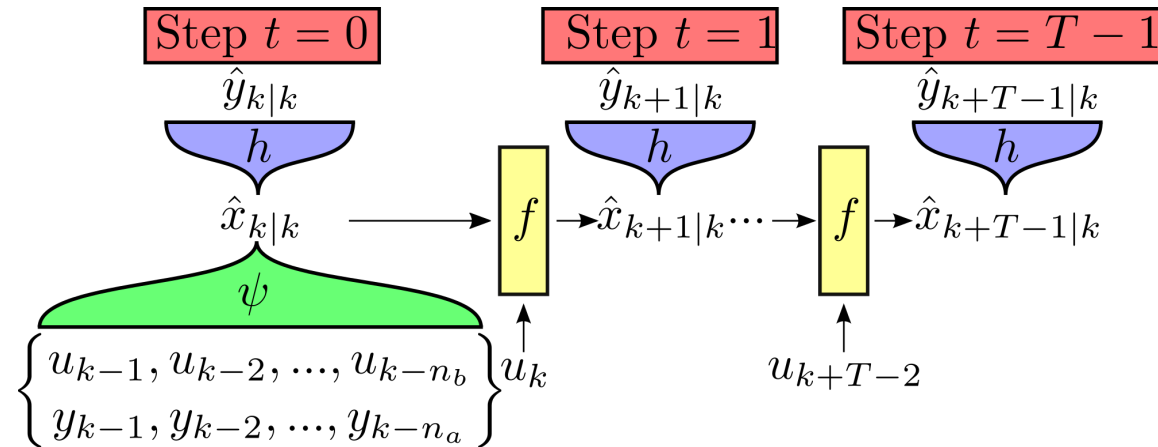 Step t = 0 Step t = 1 Step t = T − 1
ŷ_{k|k} ŷ_{k+1|k} ŷ_{k+T−1|k}
h h h
x̂_{k|k} f x̂_{k+1|k} ... f x̂_{k+T−1|k}
ψ
u_{k−1}, u_{k−2}, ..., u_{k−n_b} u_k u_{k+T−2}
y_{k−1}, y_{k−2}, ..., y_{k−n_a}